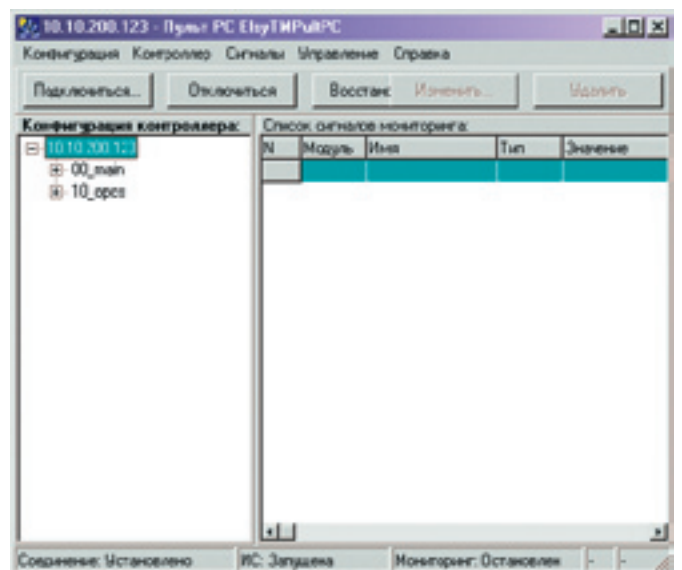 10.10.200.123 - Пульт PC ElsyTMPultPC
Конфигурация Контроллер Сигналы Управление Справка
Подключиться... Отключиться Восстанс Изменить... Удалить
Конфигурация контроллера: Список сигналов мониторинга:
10.10.200.123 N Модуль Имя Тип Значение
00_main
10_opcs
Соединение: Установлено ИС: Запущена Мониторинг: Остановлен - -